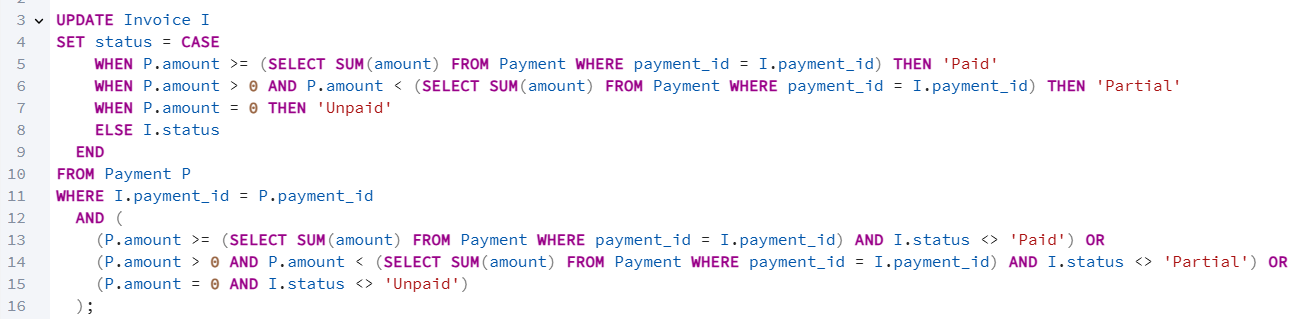 3 UPDATE Invoice I
4 SET status = CASE
5 WHEN P.amount >= (SELECT SUM(amount) FROM Payment WHERE payment_id = I.payment_id) THEN 'Paid'
6 WHEN P.amount > 0 AND P.amount < (SELECT SUM(amount) FROM Payment WHERE payment_id = I.payment_id) THEN 'Partial'
7 WHEN P.amount = 0 THEN 'Unpaid'
8 ELSE I.status
9 END
10 FROM Payment P
11 WHERE I.payment_id = P.payment_id
12 AND (
13 (P.amount >= (SELECT SUM(amount) FROM Payment WHERE payment_id = I.payment_id) AND I.status <> 'Paid') OR
14 (P.amount > 0 AND P.amount < (SELECT SUM(amount) FROM Payment WHERE payment_id = I.payment_id) AND I.status <> 'Partial') OR
15 (P.amount = 0 AND I.status <> 'Unpaid')
16 );